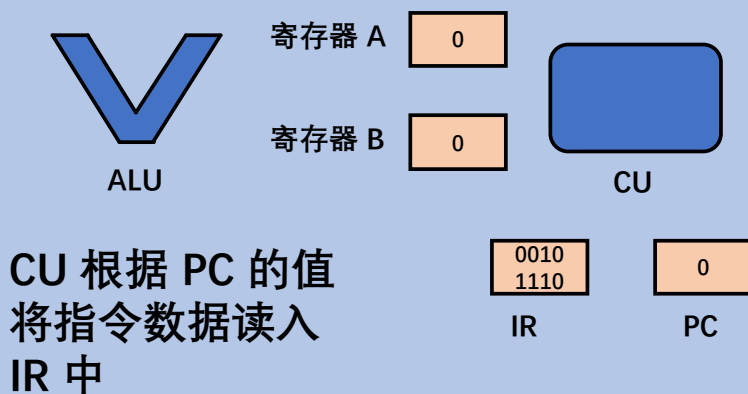 寄存器 A
0
寄存器 B
0
ALU
CU
CU 根据 PC 的值
将指令数据读入
IR 中
0010
1110
0
IR
PC